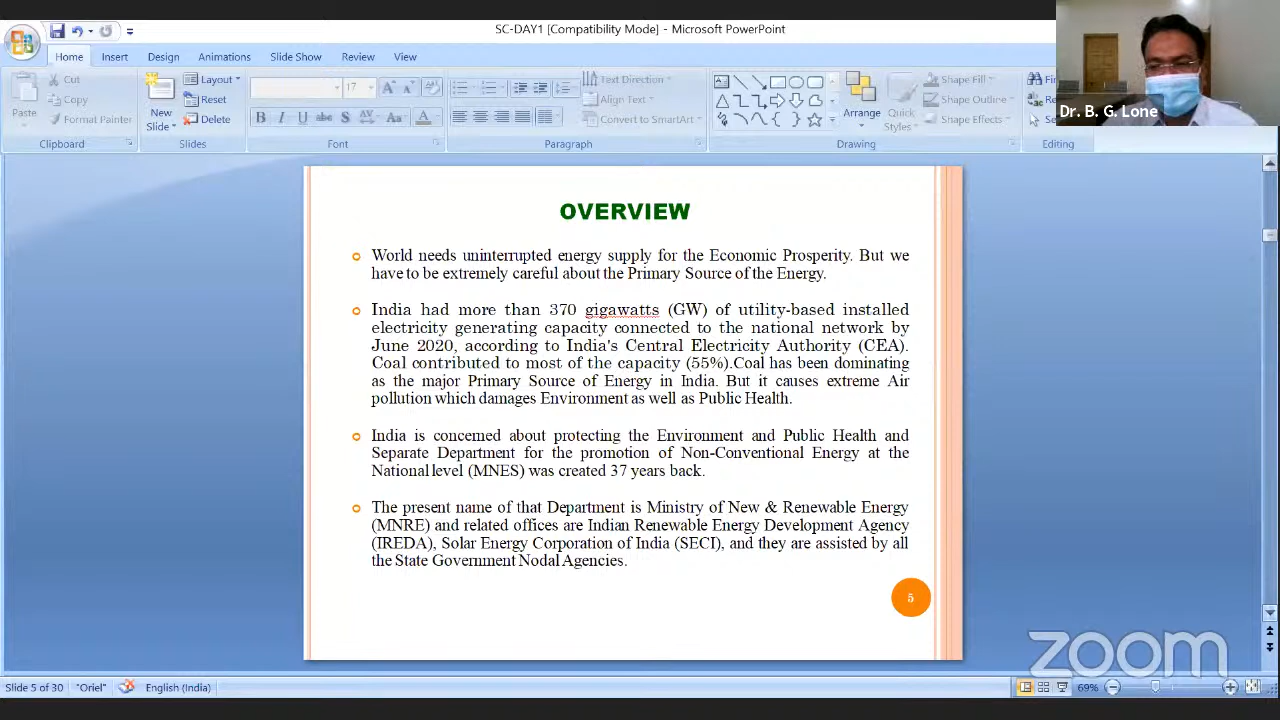 SC-DAY1 [Compatibility Mode] - Microsoft PowerPoint
Home Insert Design Animations Slide Show Review View
Cut
Copy
Format Painter
Paste
Clipboard
New
Slide
Layout
Reset
Delete
Slides
17
B I U abc S AV Aa A
Font
Text Direction
Align Text
Convert to SmartArt
Paragraph
Arrange
Quick
Styles
Shape Fill
Shape Outline
Shape Effects
Drawing
Editing
Dr. B. G. Lone
OVERVIEW
World needs uninterrupted energy supply for the Economic Prosperity. But we
have to be extremely careful about the Primary Source of the Energy.
India had more than 370 gigawatts (GW) of utility-based installed
electricity generating capacity connected to the national network by
June 2020, according to India's Central Electricity Authority (CEA).
Coal contributed to most of the capacity (55%).Coal has been dominating
as the major Primary Source of Energy in India. But it causes extreme Air
pollution which damages Environment as well as Public Health.
India is concerned about protecting the Environment and Public Health and
Separate Department for the promotion of Non-Conventional Energy at the
National level (MNES) was created 37 years back.
The present name of that Department is Ministry of New & Renewable Energy
(MNRE) and related offices are Indian Renewable Energy Development Agency
(IREDA), Solar Energy Corporation of India (SECI), and they are assisted by all
the State Government Nodal Agencies.
5
zoom
Slide 5 of 30 "Oriel" English (India) 69%